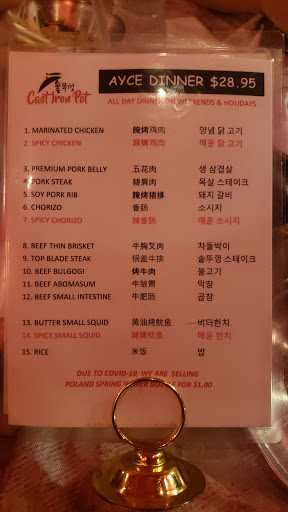 솥뚜껑
Cast Iron Pot
AYCE DINNER $28.95
ALL DAY DINNER ON WEEKENDS & HOLIDAYS
1. MARINATED CHICKEN 腌烤鸡肉 양념 닭 고기
2. SPICY CHICKEN 辣烤鸡肉 매운 닭 고기
3. PREMIUM PORK BELLY 五花肉 생 삼겹살
4. PORK STEAK 猪肩肉 목살 스테이크
5. SOY PORK RIB 腌烤猪排 돼지 갈비
6. CHORIZO 香肠 소시지
7. SPICY CHORIZO 辣香肠 매운 소시지
8. BEEF THIN BRISKET 牛胸叉肉 차돌박이
9. TOP BLADE STEAK 锅盖牛排 솥뚜껑 스테이크
10. BEEF BULGOGI 烤牛肉 불고기
11. BEEF ABOMASUM 牛皱胃 막창
12. BEEF SMALL INTESTINE 牛肥肠 곱창
13. BUTTER SMALL SQUID 黄油烤鱿鱼 버터한치
14. SPICY SMALL SQUID 辣烤鱿鱼 매운 한치
15. RICE 米饭 밥
DUE TO COVID-19, WE ARE SELLING
POLAND SPRING WATER BOTTLE FOR $1.00